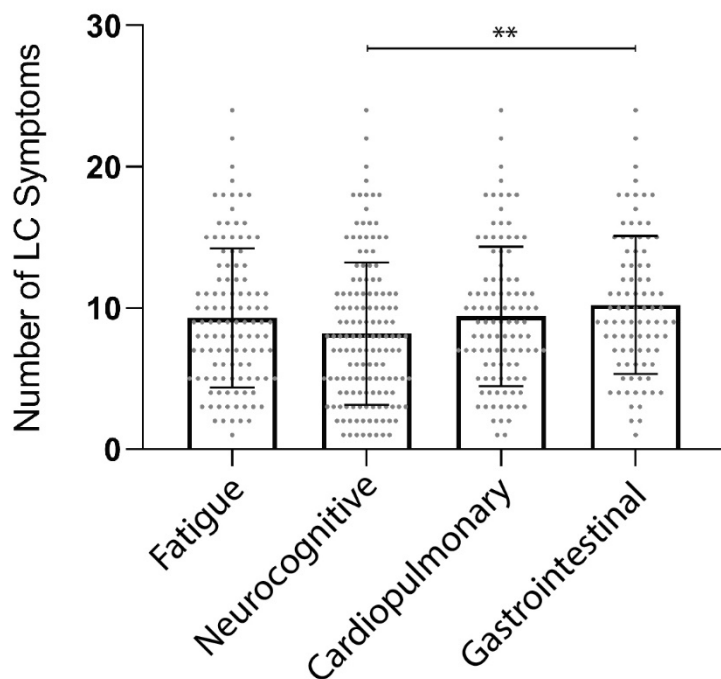 Number of LC Symptoms
30
20
10
0
**
Fatigue
Neurocognitive
Cardiopulmonary
Gastrointestinal